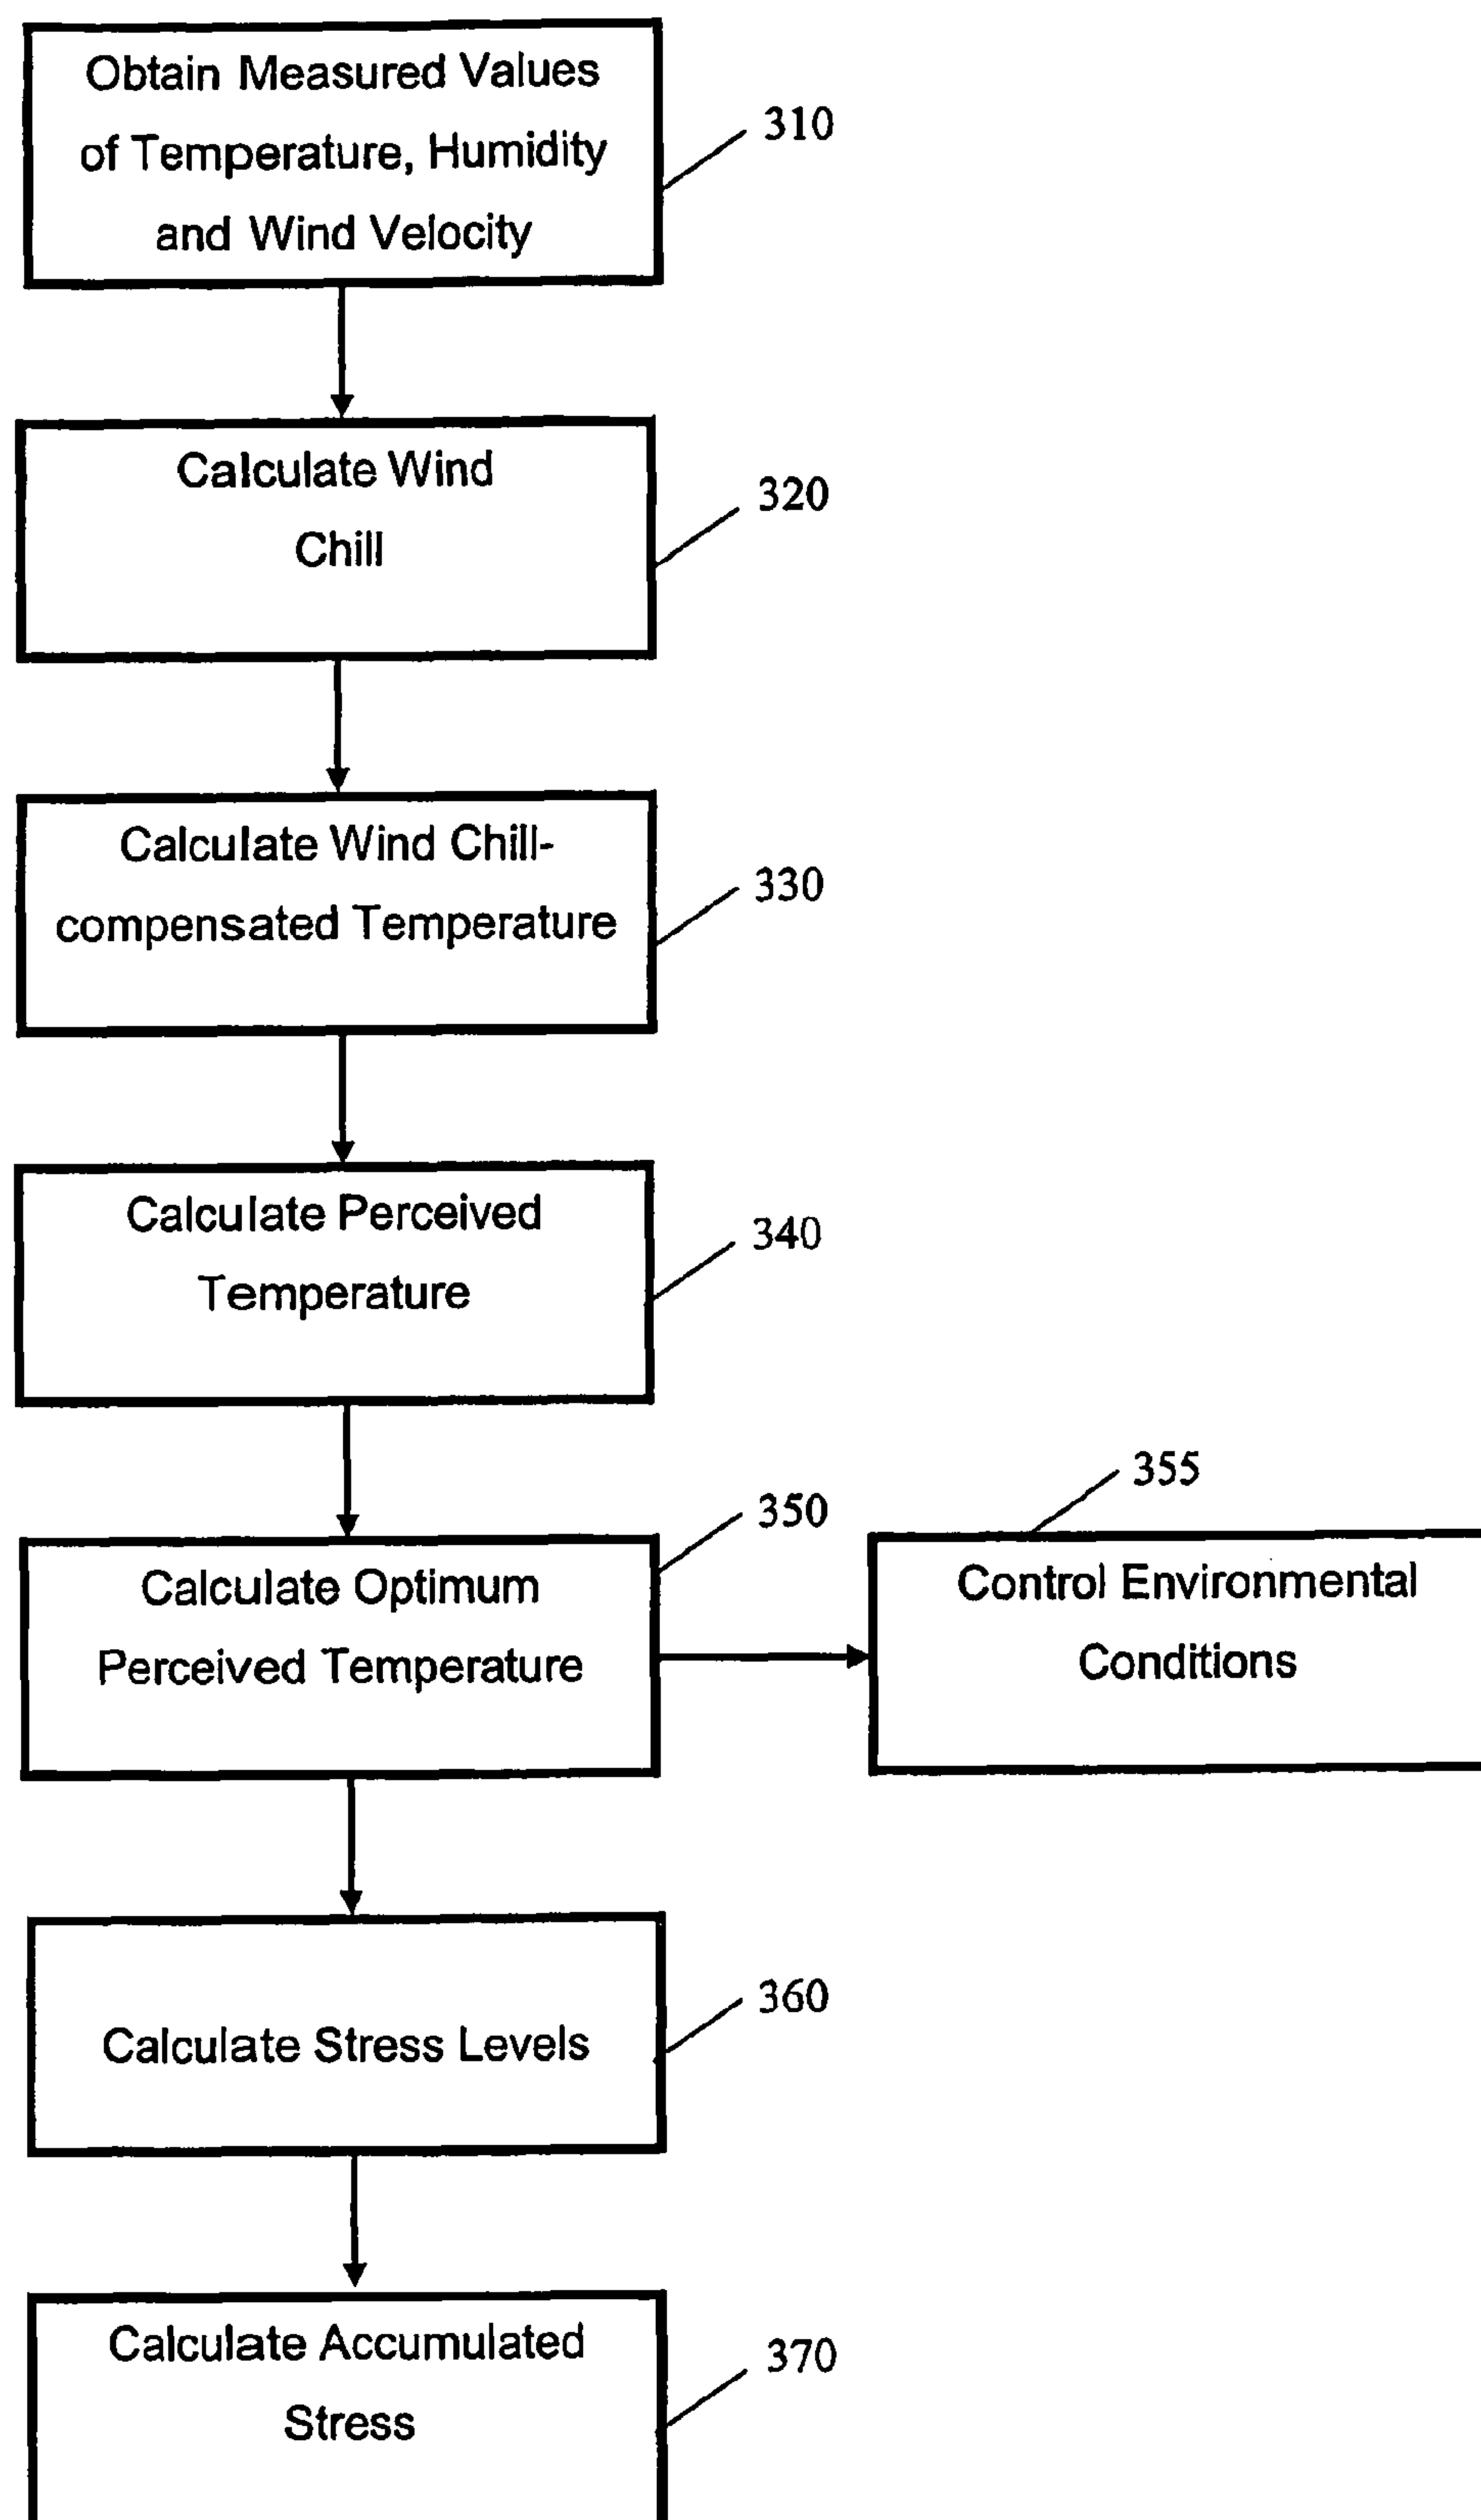 Obtain Measured Values
of Temperature, Humidity
and Wind Velocity
310
Calculate Wind
Chill
320
Calculate Wind Chill-
compensated Temperature
330
Calculate Perceived
Temperature
340
Calculate Optimum
Perceived Temperature
350
Control Environmental
Conditions
355
Calculate Stress Levels
360
Calculate Accumulated
Stress
370